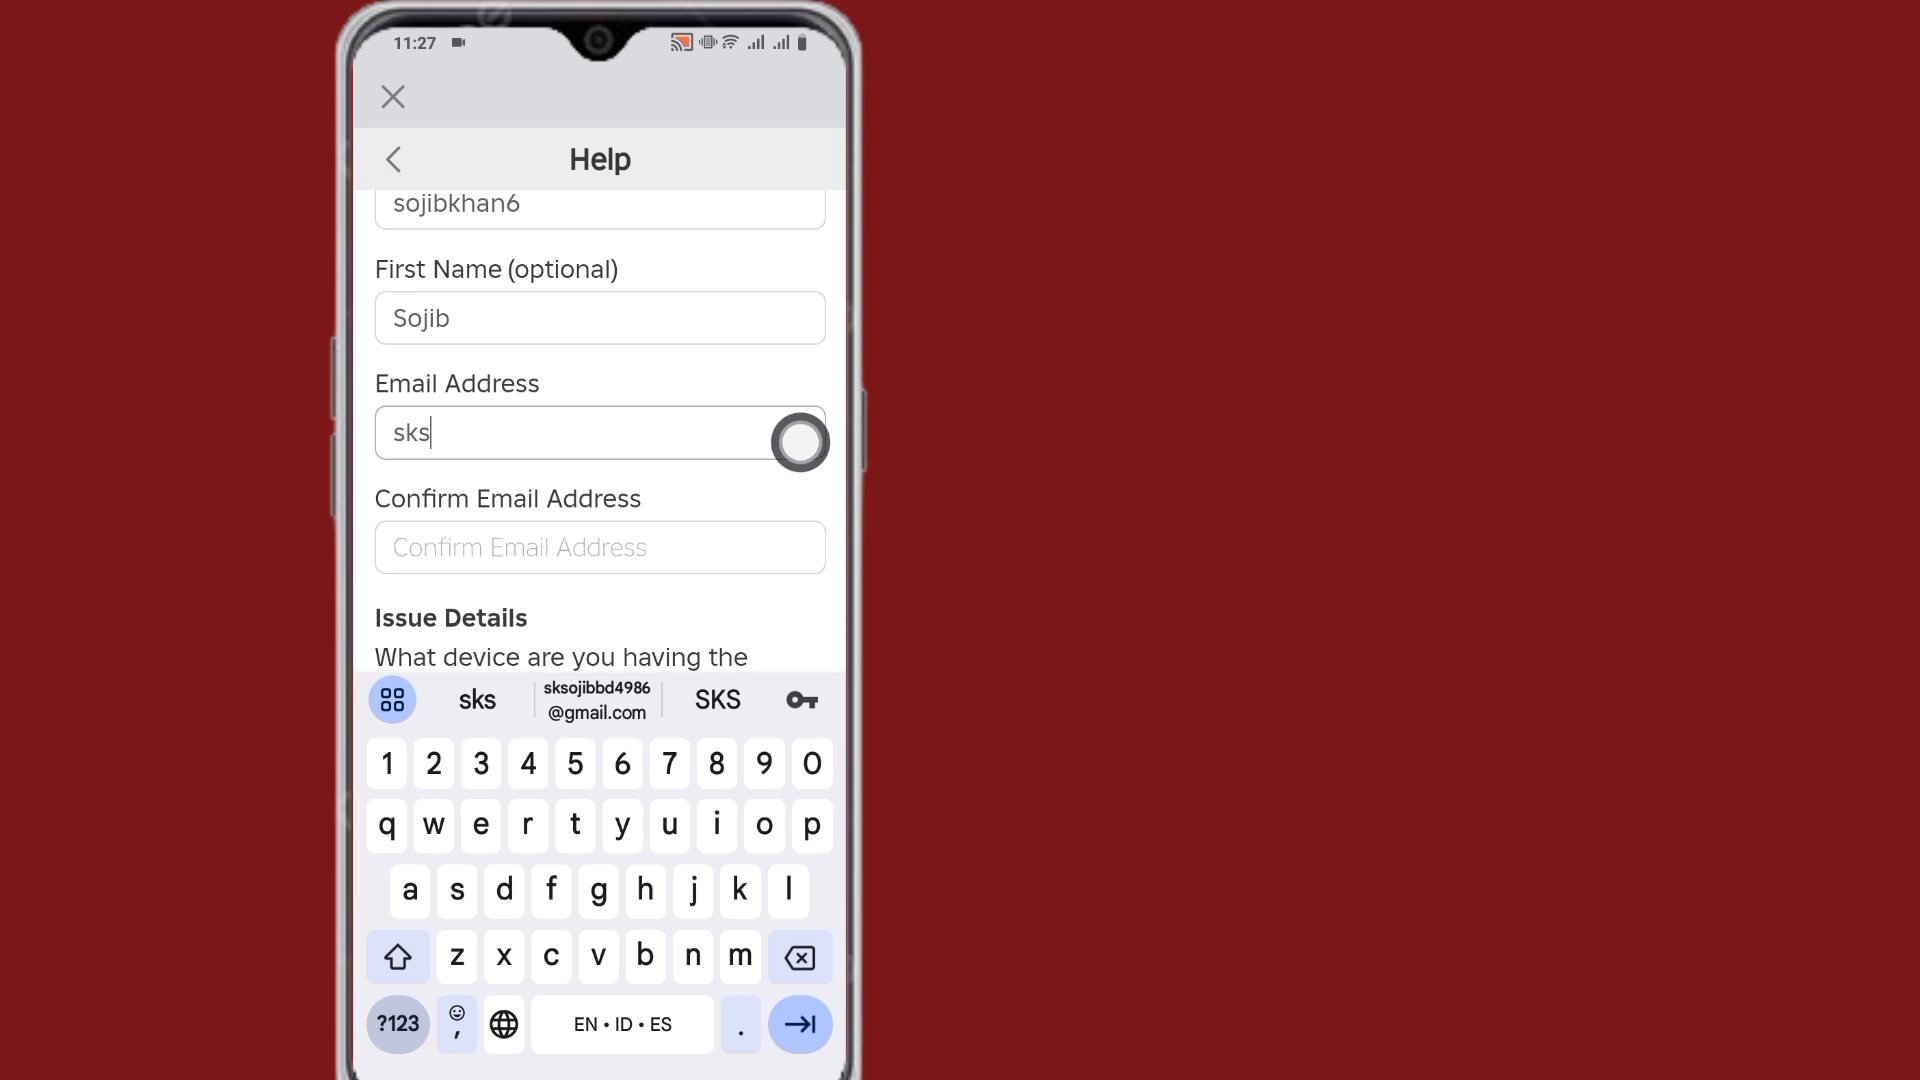 11:27
Help
sojibkhan6
First Name (optional)
Sojib
Email Address
sks
Confirm Email Address
Confirm Email Address
Issue Details
What device are you having the
sks
sksojibbd4986
@gmail.com
SKS
1 2 3 4 5 6 7 8 9 0
q w e r t y u i o p
a s d f g h j k l
z x c v b n m
?123 , EN • ID • ES .